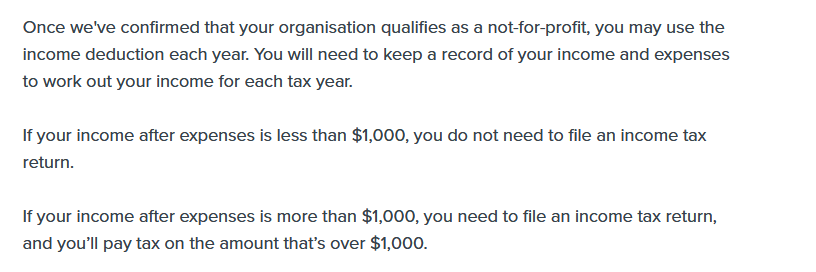 Once we've confirmed that your organisation qualifies as a not-for-profit, you may use the
income deduction each year. You will need to keep a record of your income and expenses
to work out your income for each tax year.
If your income after expenses is less than $1,000, you do not need to file an income tax
return.
If your income after expenses is more than $1,000, you need to file an income tax return,
and you’ll pay tax on the amount that’s over $1,000.